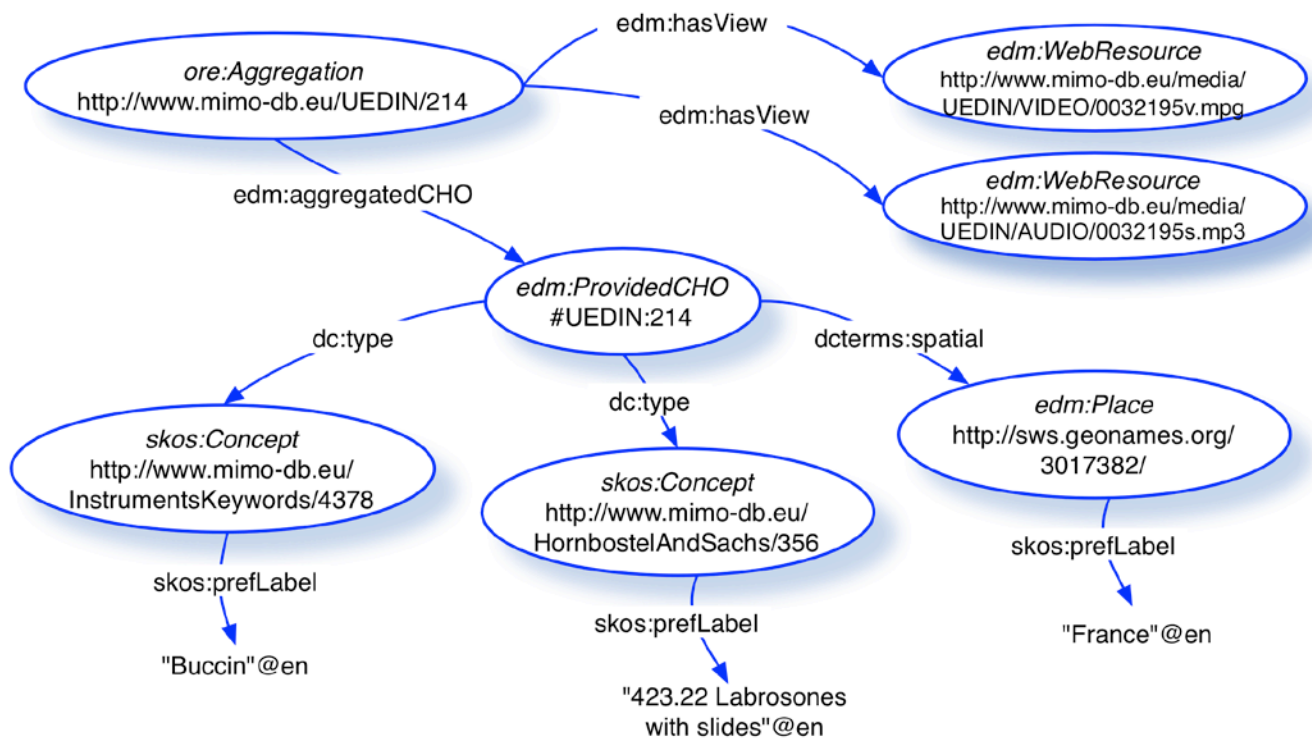 edm:hasView
ore:Aggregation
http://www.mimo-db.eu/UEDIN/214
edm:WebResource
http://www.mimo-db.eu/media/
UEDIN/VIDEO/0032195v.mpg
edm:hasView
edm:WebResource
http://www.mimo-db.eu/media/
UEDIN/AUDIO/0032195s.mp3
edm:aggregatedCHO
edm:ProvidedCHO
#UEDIN:214
dc:type
dcterms:spatial
dc:type
edm:Place
http://sws.geonames.org/
3017382/
skos:Concept
http://www.mimo-db.eu/
InstrumentsKeywords/4378
skos:Concept
http://www.mimo-db.eu/
HornbostelAndSachs/356
skos:prefLabel
skos:prefLabel
skos:prefLabel
"Buccin"@en
"France"@en
"423.22 Labrosones
with slides"@en